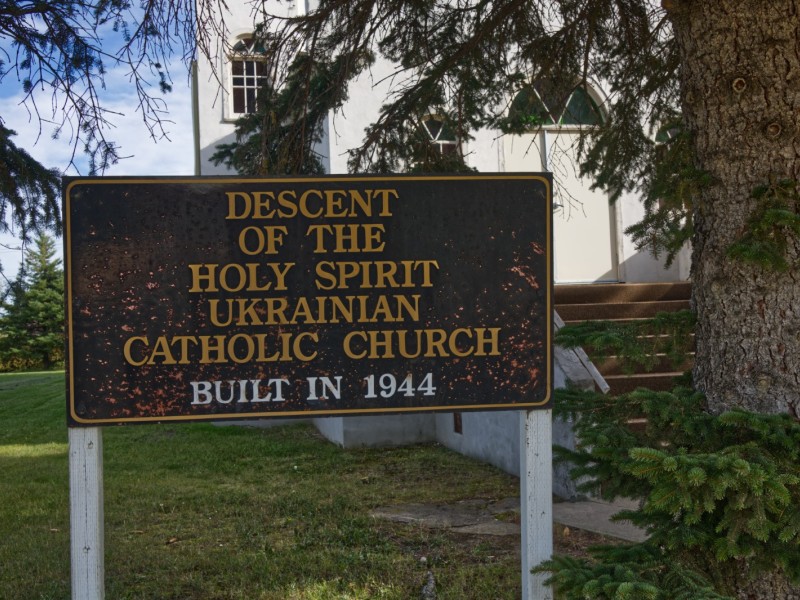 DESCENT
OF THE
HOLY SPIRIT
UKRAINIAN
CATHOLIC CHURCH
BUILT IN 1944